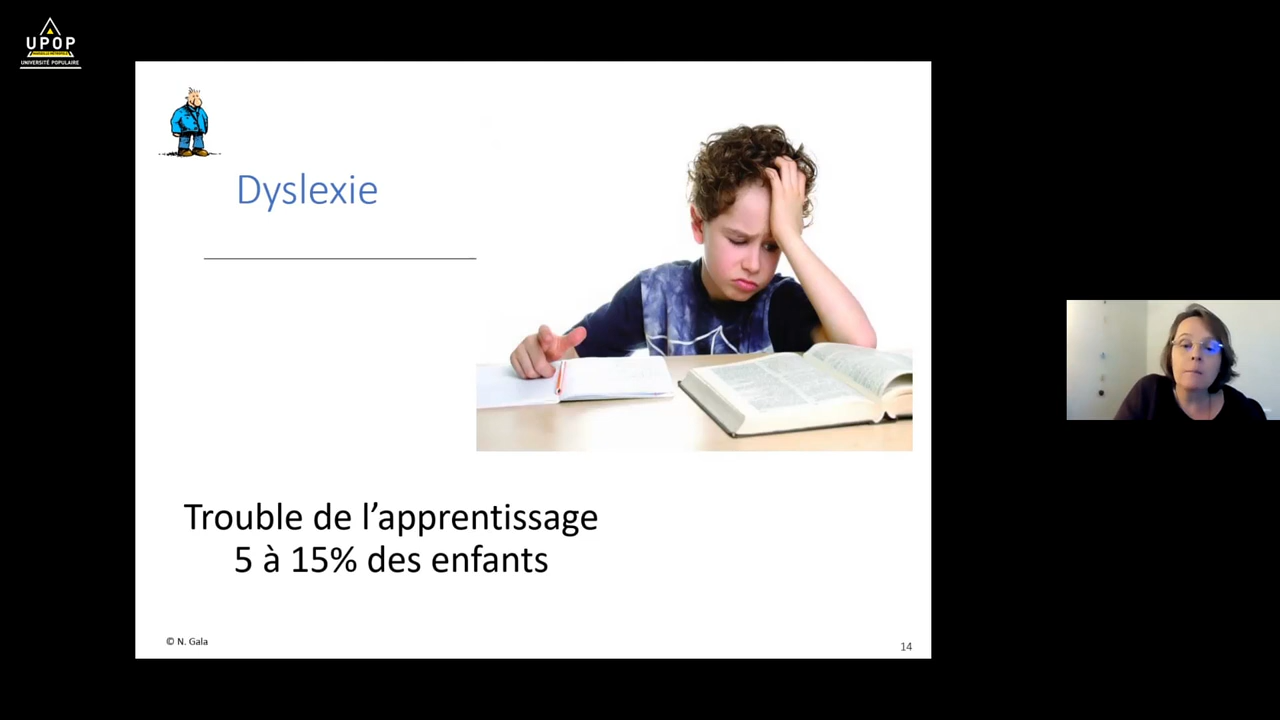 UPOP
UNIVERSITÉ POPULAIRE
Dyslexie
Trouble de l’apprentissage
5 à 15% des enfants
© N. Gala
14